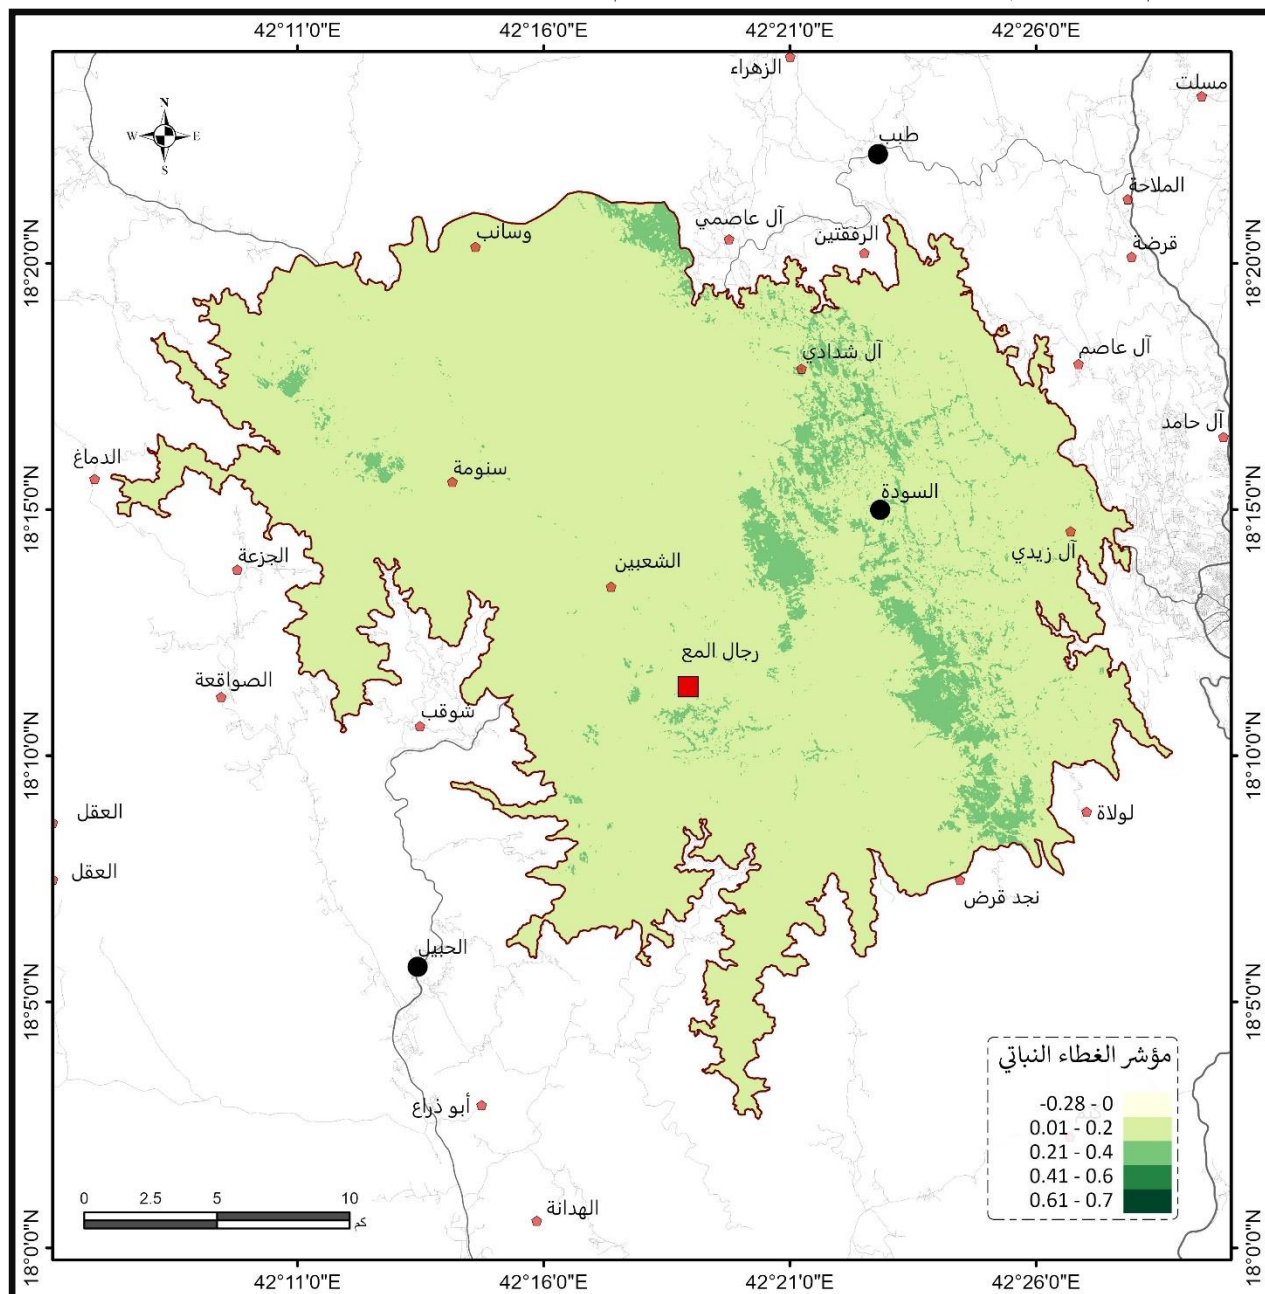 42°11'0"E 42°16'0"E 42°21'0"E 42°26'0"E
الزهراء
مسلت
N
W E
S
طبب
الملاحة
آل عاصمي
وسانب
الرفقتين
قرضة
18°20'0"N 18°20'0"N
آل شدادي
آل عاصم
آل حامد
الدماغ
سنومة
السودة
18°15'0"N 18°15'0"N
آل زيدي
الجزعة
الشعبين
رجال المع
الصواقعة
شوقب
18°10'0"N 18°10'0"N
العقل
لولاة
العقل
نجد قرض
الحبيل
18°5'0"N 18°5'0"N
مؤشر الغطاء النباتي
-0.28 - 0
0.01 - 0.2
0.21 - 0.4
0.41 - 0.6
0.61 - 0.7
أبو ذراع
0 2.5 5 10
كم
الهدانة
18°0'0"N 18°0'0"N
42°11'0"E 42°16'0"E 42°21'0"E 42°26'0"E